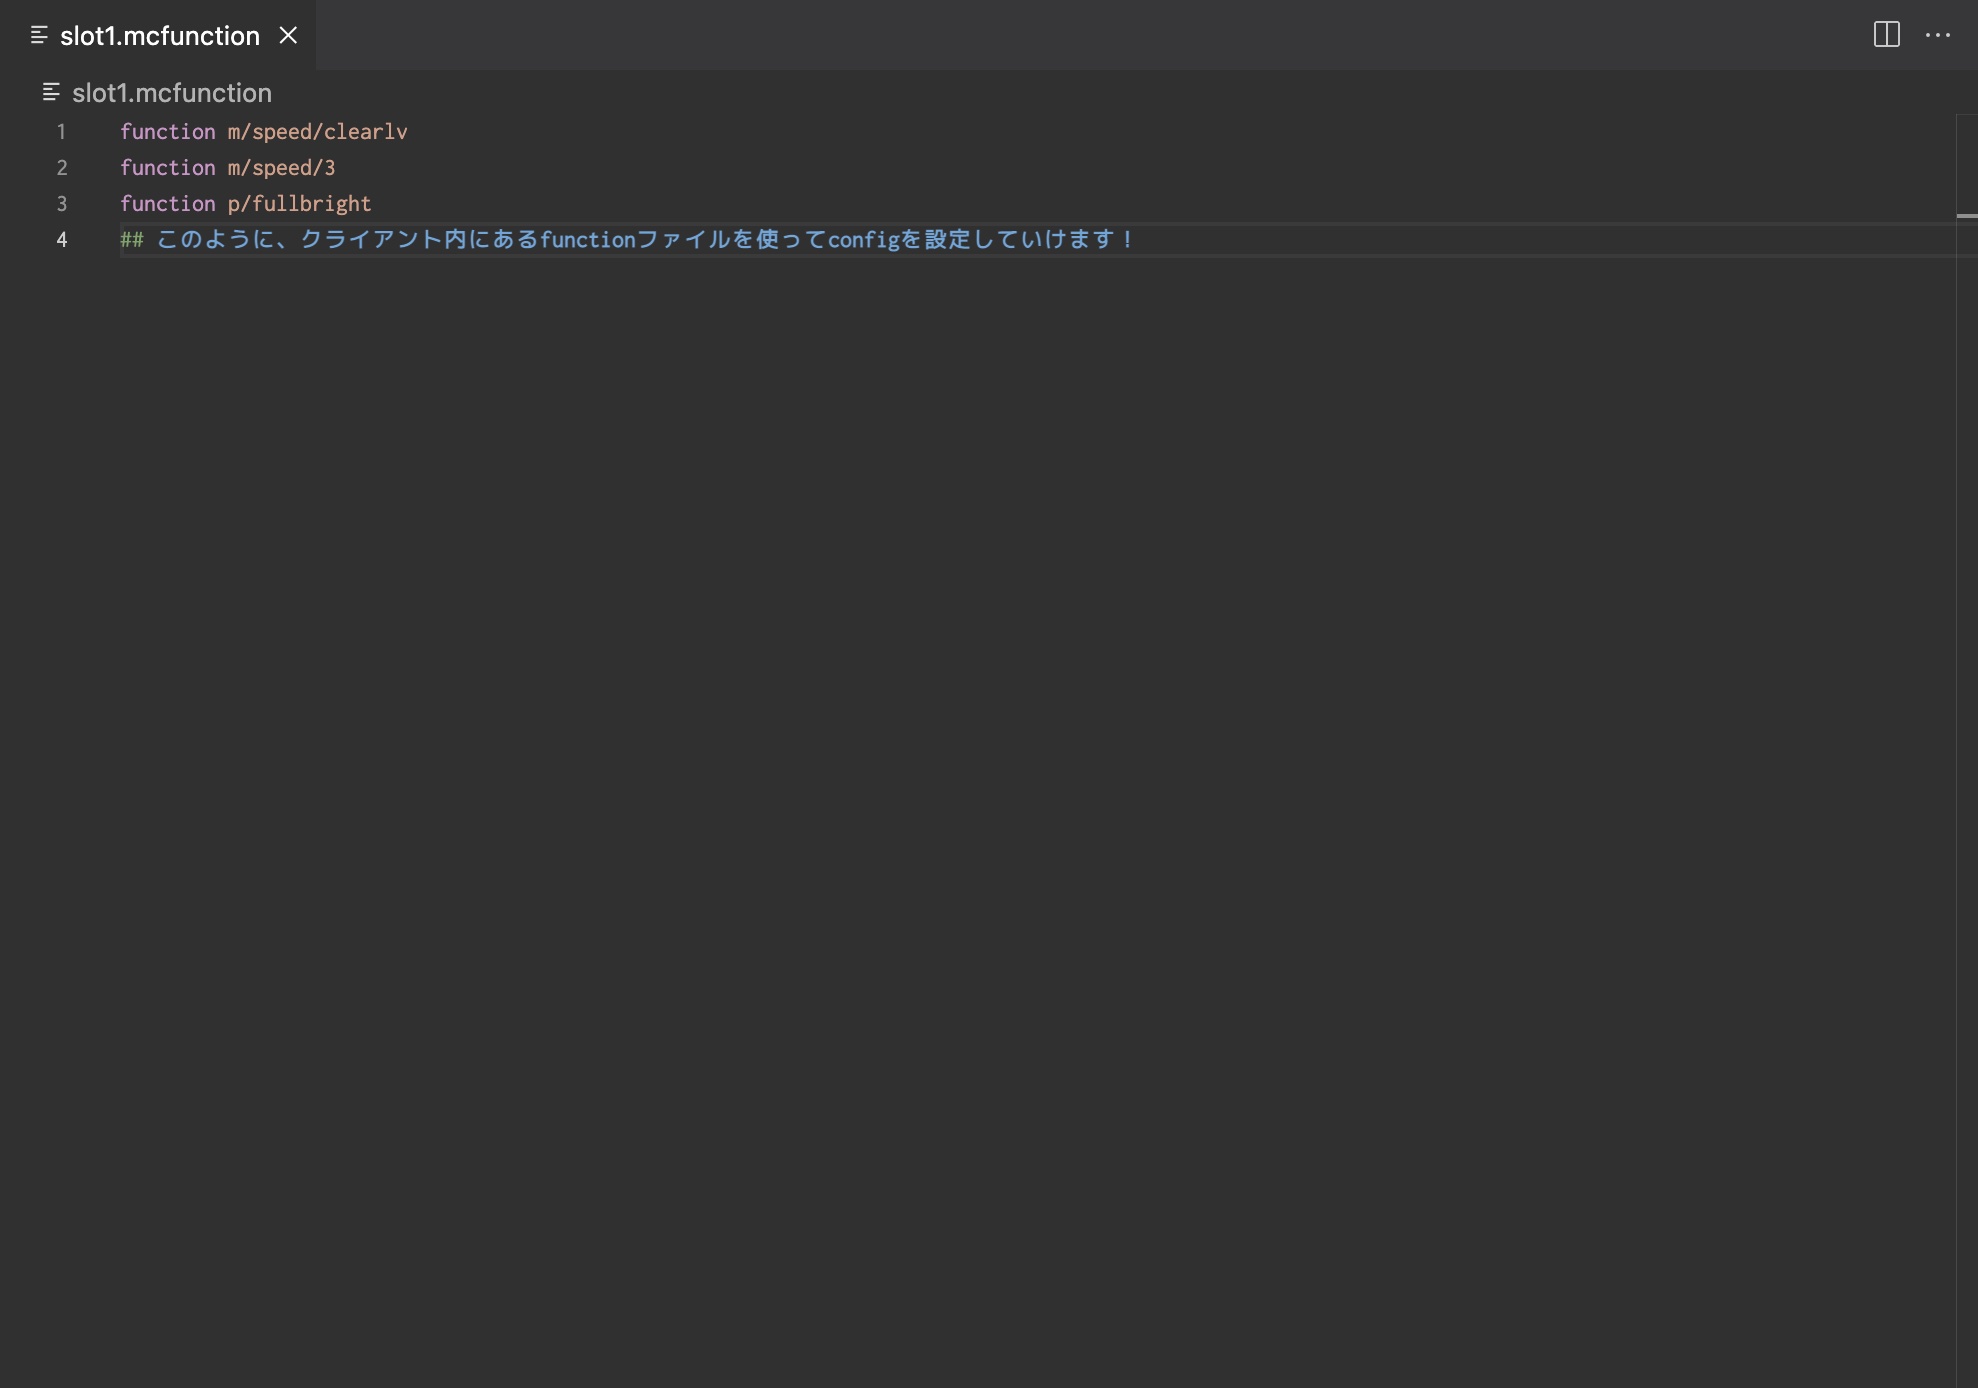 slot1.mcfunction
slot1.mcfunction
1 function m/speed/clearlv
2 function m/speed/3
3 function p/fullbright
4 ## このように、クライアント内にあるfunctionファイルを使ってconfigを設定していけます！